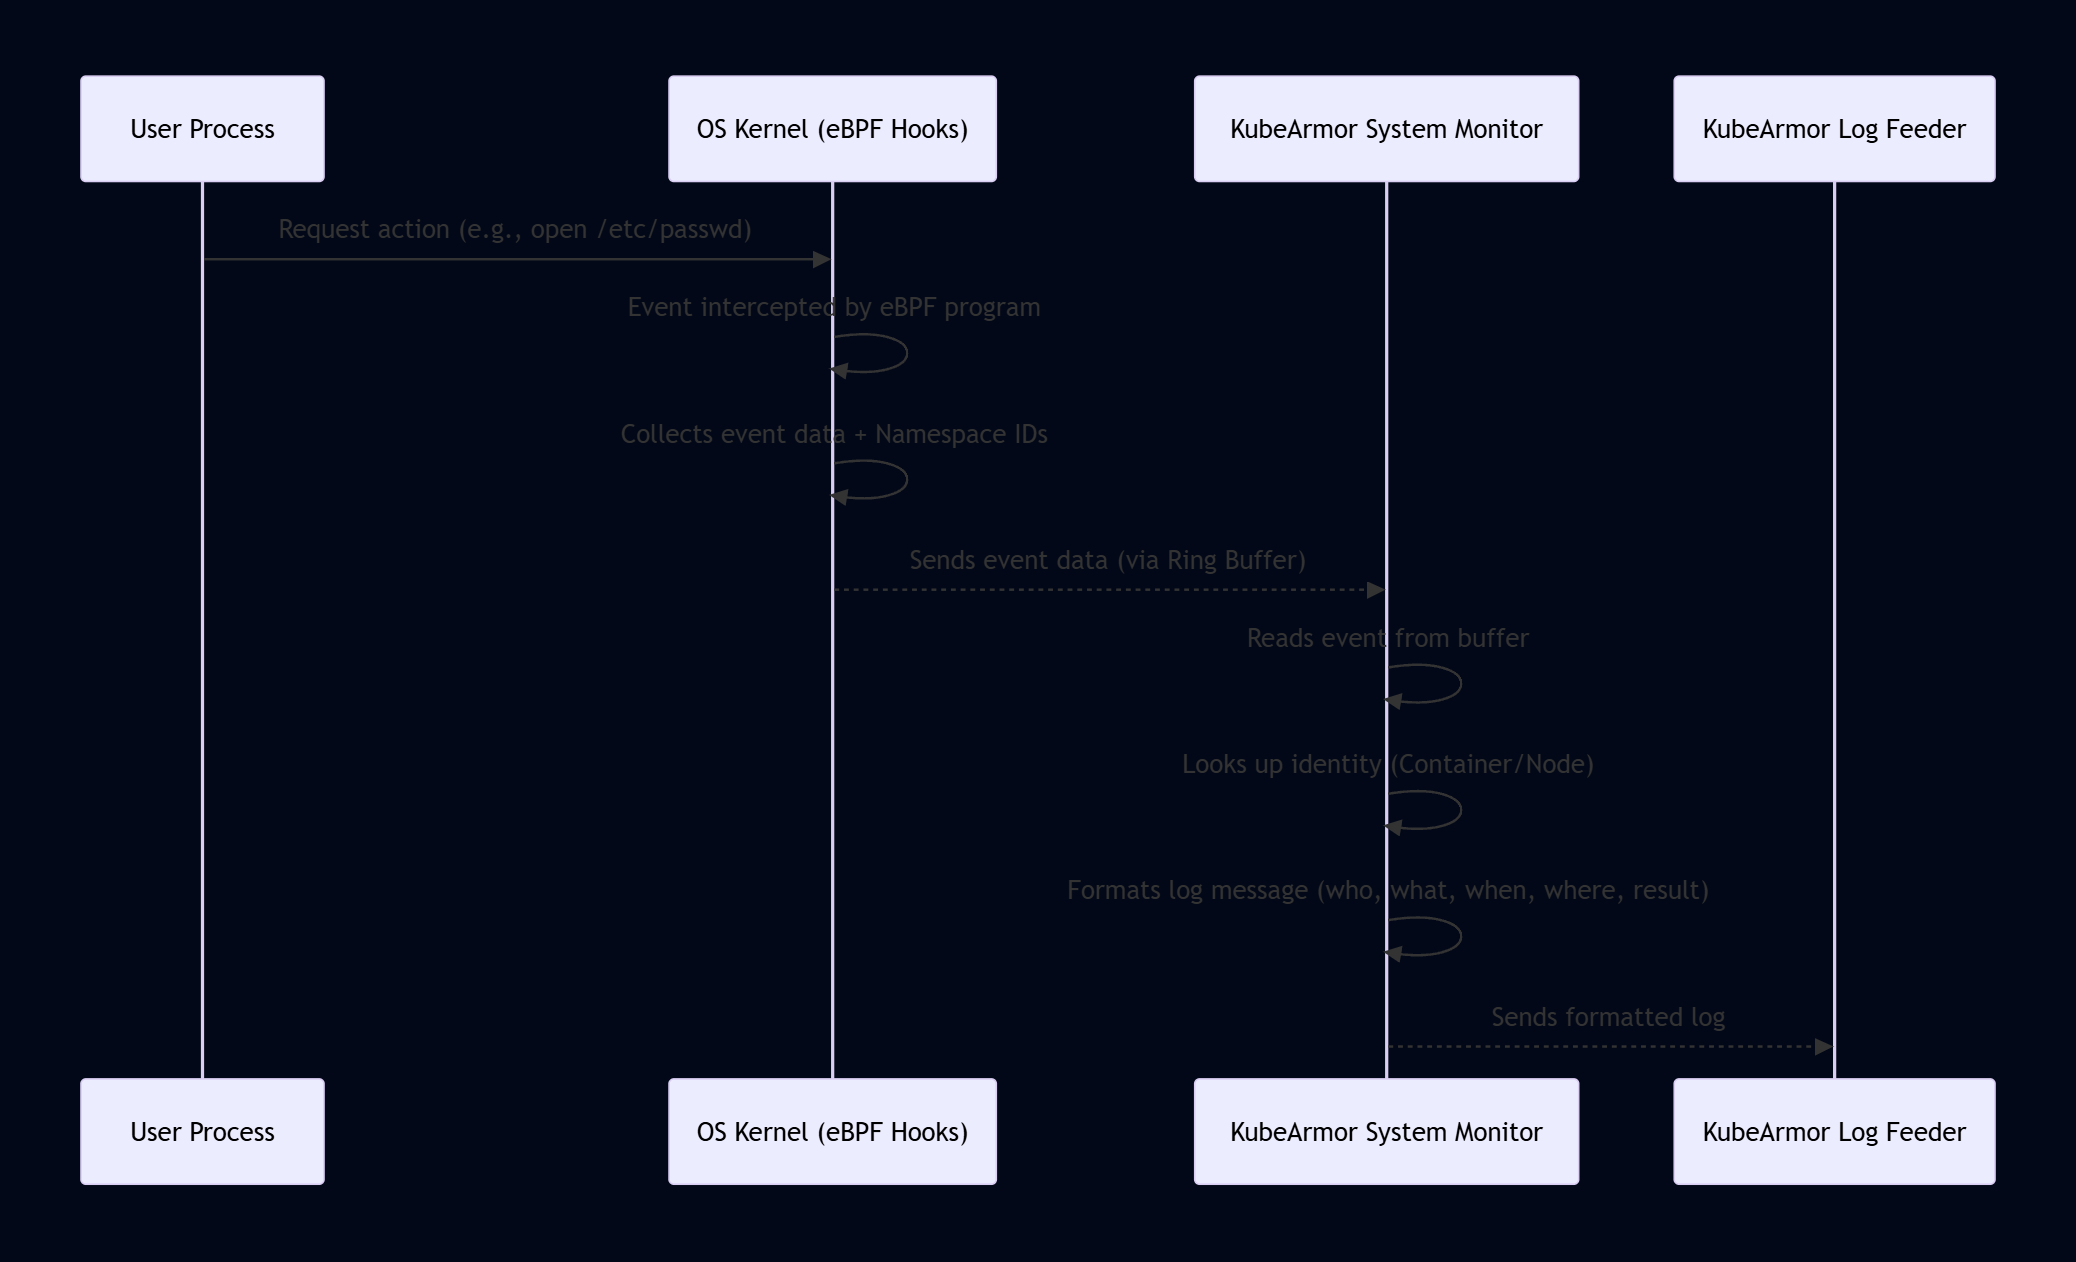 User Process
OS Kernel (eBPF Hooks)
KubeArmor System Monitor
KubeArmor Log Feeder
Request action (e.g., open /etc/passwd)
Event intercepted by eBPF program
Collects event data + Namespace IDs
Sends event data (via Ring Buffer)
Reads event from buffer
Looks up identity (Container/Node)
Formats log message (who, what, when, where, result)
Sends formatted log
User Process
OS Kernel (eBPF Hooks)
KubeArmor System Monitor
KubeArmor Log Feeder